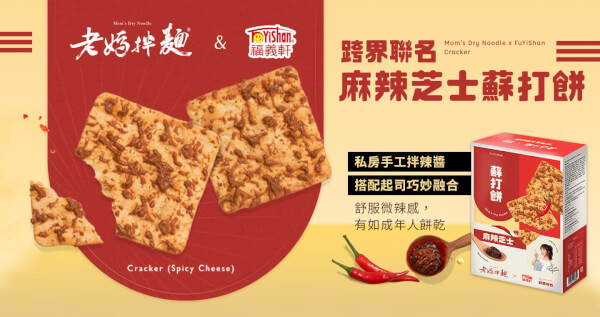 Mom's Dry Noodle
老媽拌麵
&
YiShan
福義軒
跨界聯名
Mom's Dry Noodle x FuYiShan
Cracker
麻辣芝士蘇打餅
私房手工拌辣醬
搭配起司巧妙融合
舒服微辣感，
有如成年人餅乾
Cracker (Spicy Cheese)
蘇打餅
麻辣芝士
老媽拌麵